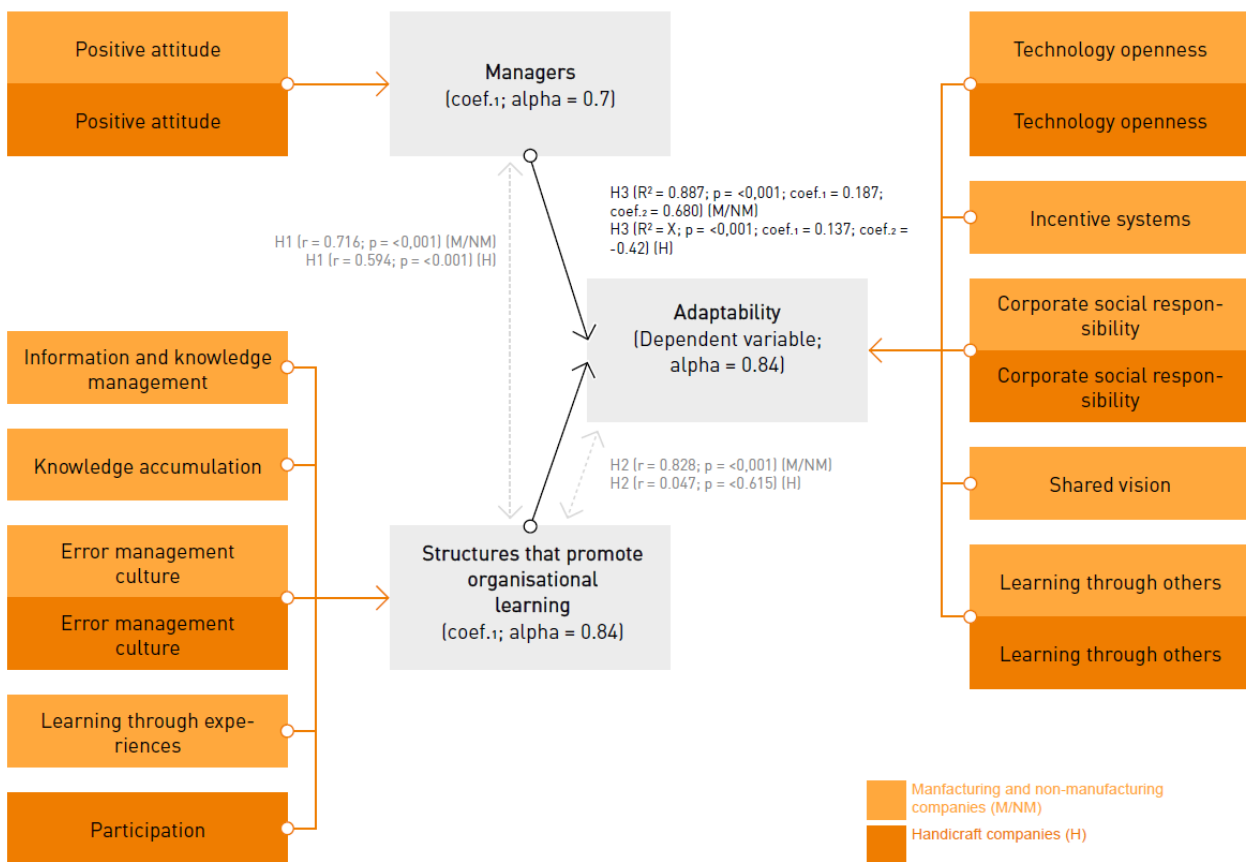 Positive attitude
Positive attitude
Managers
(coef.₁; alpha = 0.7)
Technology openness
Technology openness
H3 (R² = 0.887; p = <0,001; coef.₁ = 0.187;
coef.₂ = 0.680) (M/NM)
H3 (R² = X; p = <0,001; coef.₁ = 0.137; coef.₂ =
-0.42) (H)
H1 (r = 0.716; p = <0,001) (M/NM)
H1 (r = 0.594; p = <0.001) (H)
Incentive systems
Adaptability
(Dependent variable;
alpha = 0.84)
Corporate social respon-
sibility
Corporate social respon-
sibility
Information and knowledge
management
Knowledge accumulation
H2 (r = 0.828; p = <0,001) (M/NM)
H2 (r = 0.047; p = <0.615) (H)
Shared vision
Error management
culture
Error management
culture
Structures that promote
organisational
learning
(coef.₁; alpha = 0.84)
Learning through others
Learning through others
Learning through expe-
riences
Participation
Manfacturing and non-manufacturing
companies (M/NM)
Handicraft companies (H)